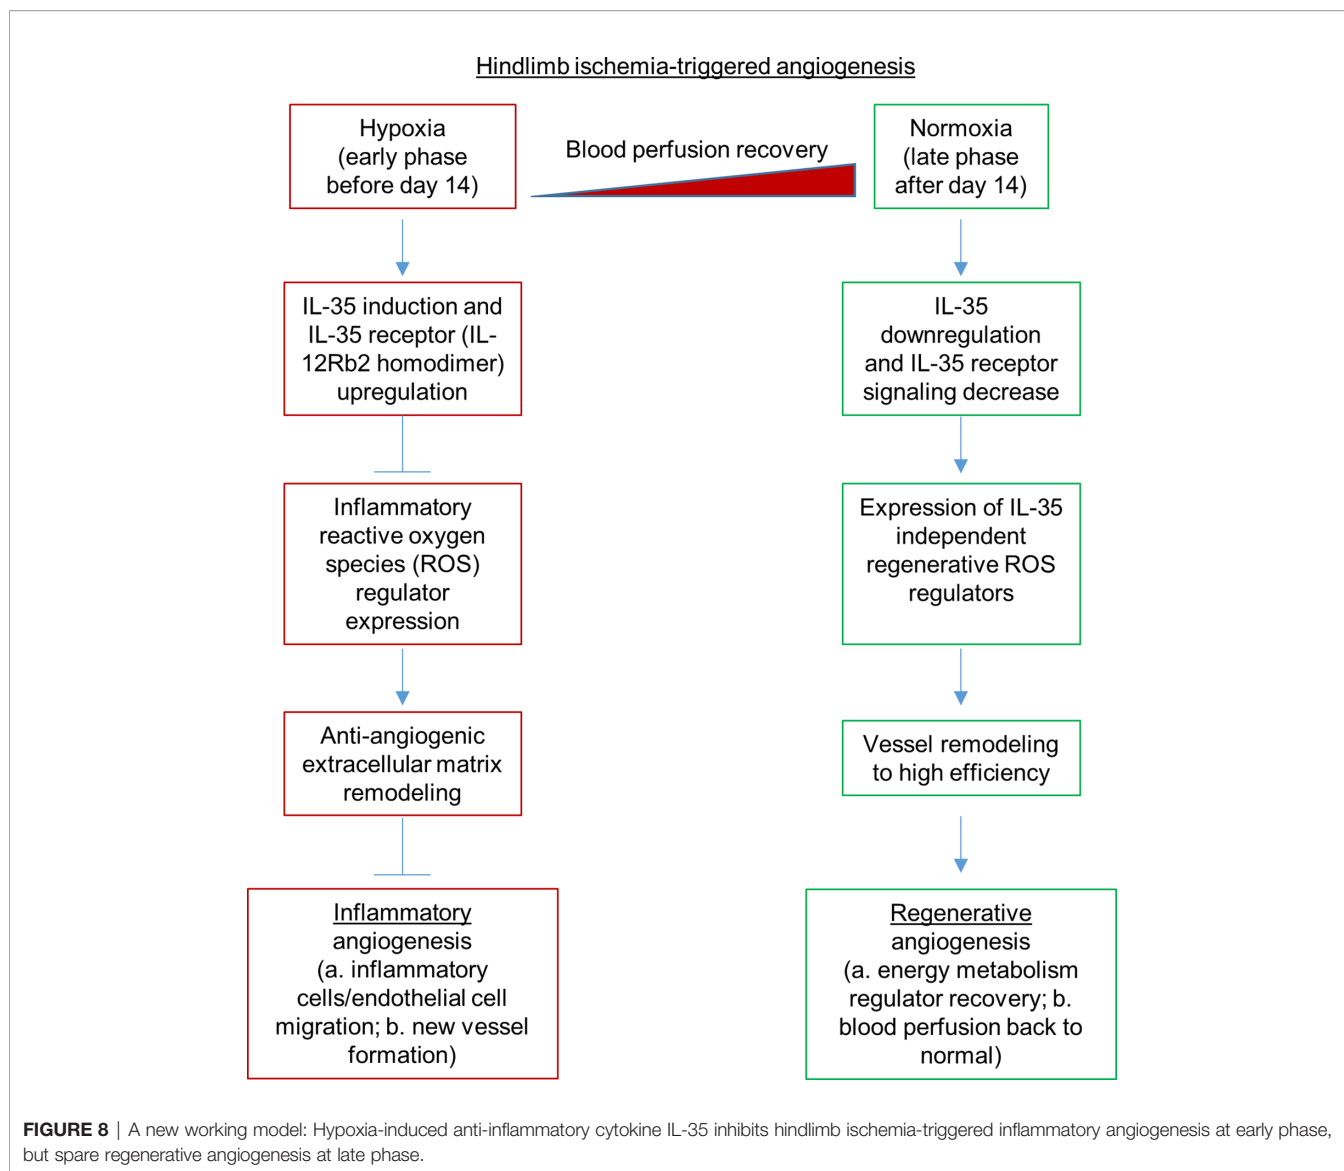 Hindlimb ischemia-triggered angiogenesis
Hypoxia
(early phase
before day 14)
Blood perfusion recovery
Normoxia
(late phase
after day 14)
IL-35 induction and
IL-35 receptor (IL-
12Rb2 homodimer)
upregulation
IL-35
downregulation
and IL-35 receptor
signaling decrease
Inflammatory
reactive oxygen
species (ROS)
regulator
expression
Expression of IL-35
independent
regenerative ROS
regulators
Anti-angiogenic
extracellular matrix
remodeling
Vessel remodeling
to high efficiency
Inflammatory
angiogenesis
(a. inflammatory
cells/endothelial cell
migration; b. new vessel
formation)
Regenerative
angiogenesis
(a. energy metabolism
regulator recovery; b.
blood perfusion back to
normal)
FIGURE 8 | A new working model: Hypoxia-induced anti-inflammatory cytokine IL-35 inhibits hindlimb ischemia-triggered inflammatory angiogenesis at early phase,
but spare regenerative angiogenesis at late phase.